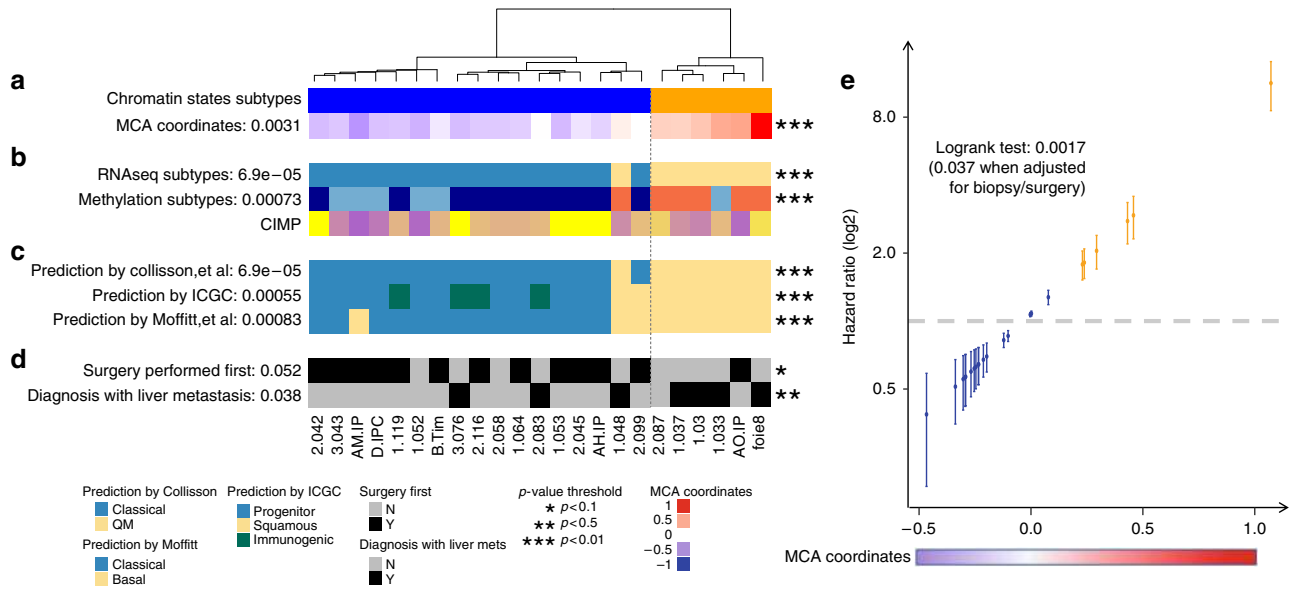 a
Chromatin states subtypes
MCA coordinates: 0.0031
***
b
RNAseq subtypes: 6.9e−05
***
Methylation subtypes: 0.00073
***
CIMP
c
Prediction by collisson,et al: 6.9e−05
***
Prediction by ICGC: 0.00055
***
Prediction by Moffitt,et al: 0.00083
***
d
Surgery performed first: 0.052
*
Diagnosis with liver metastasis: 0.038
**
2.042
3.043
AM.IP
D.IPC
1.119
1.052
B.Tim
3.076
2.116
2.058
1.064
2.083
1.053
2.045
AH.IP
1.048
2.099
2.087
1.037
1.03
1.033
AO.IP
foie8
Prediction by Collisson
Classical
QM
Prediction by Moffitt
Classical
Basal
Prediction by ICGC
Progenitor
Squamous
Immunogenic
Surgery first
N
Y
Diagnosis with liver mets
N
Y
p-value threshold
* p<0.1
** p<0.5
*** p<0.01
MCA coordinates
1
0.5
0
−0.5
−1
e
Hazard ratio (log2)
8.0
2.0
0.5
Logrank test: 0.0017
(0.037 when adjusted
for biopsy/surgery)
−0.5
0.0
0.5
1.0
MCA coordinates